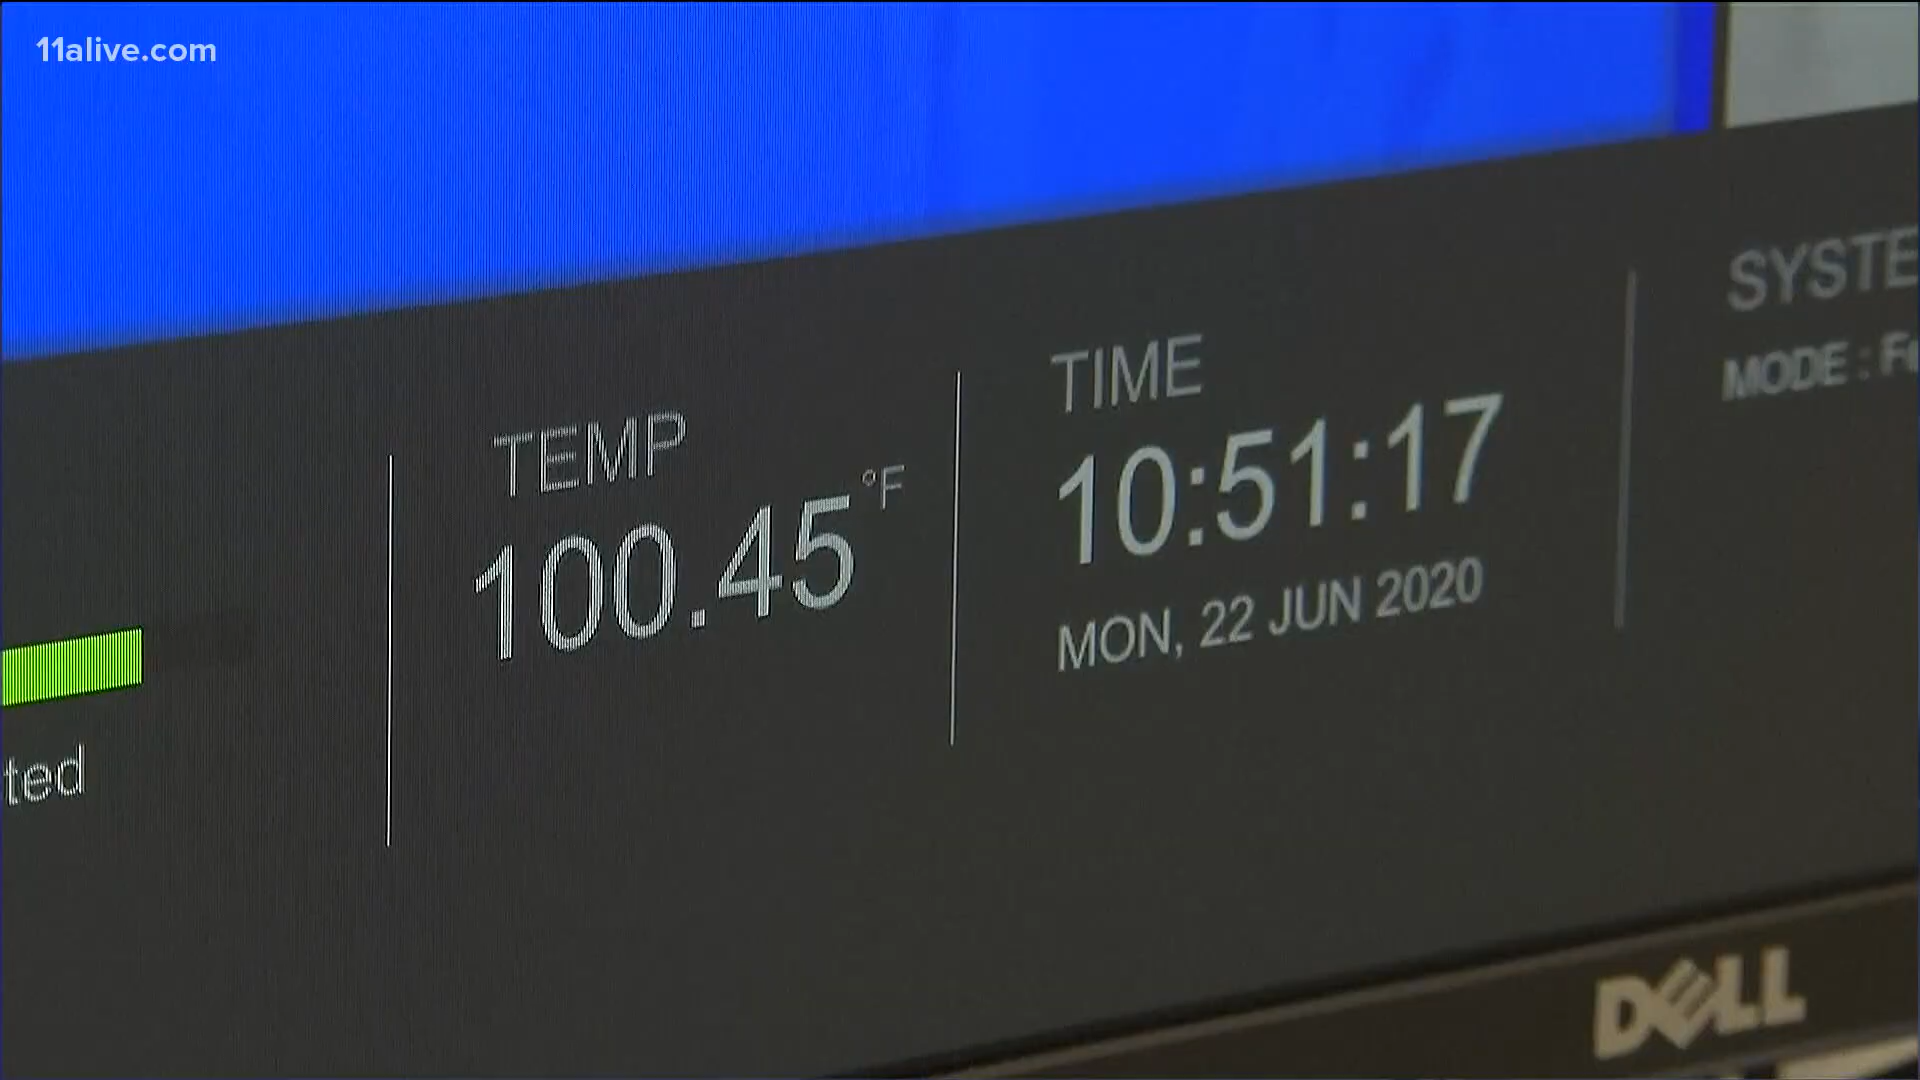 11alive.com
TEMP
100.45 °F
TIME
10:51:17
MON, 22 JUN 2020
SYSTE
MODE : F
ted
DELL